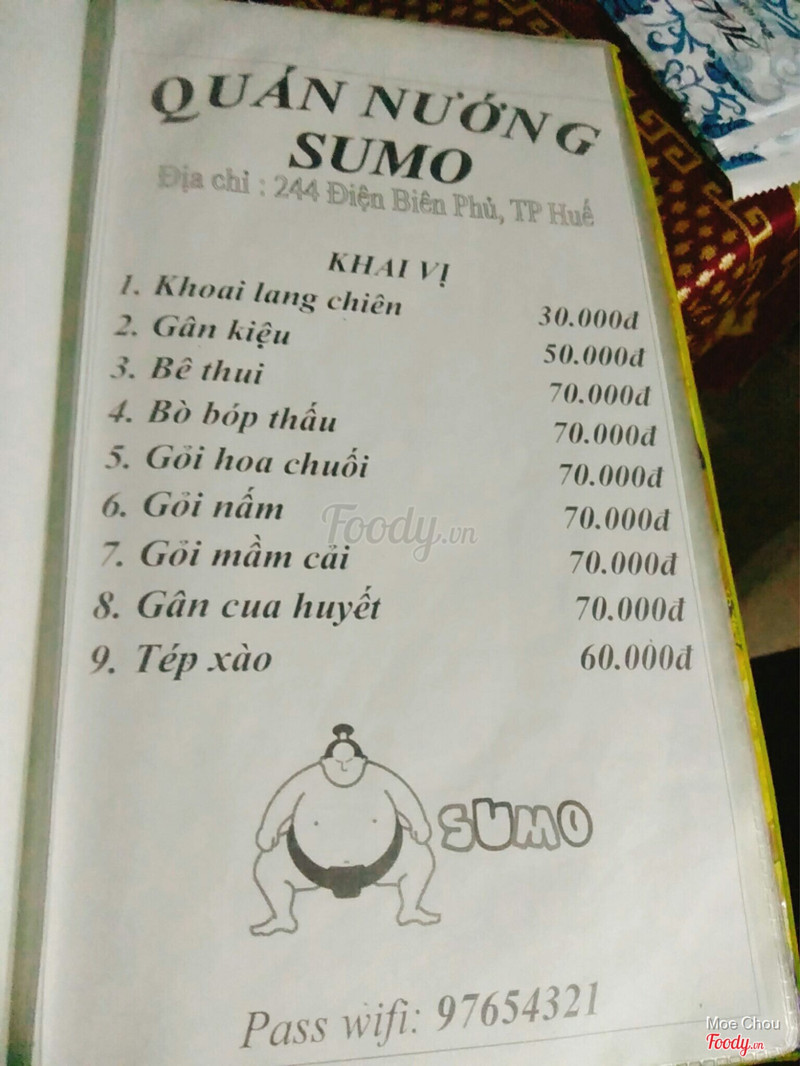 QUÁN NƯỚNG
SUMO
Địa chỉ : 244 Điện Biên Phủ, TP Huế
KHAI VỊ
1. Khoai lang chiên 30.000đ
2. Gân kiệu 50.000đ
3. Bê thui 70.000đ
4. Bò bóp thấu 70.000đ
5. Gỏi hoa chuối 70.000đ
6. Gỏi nấm 70.000đ
7. Gỏi mầm cải 70.000đ
8. Gân cua huyết 70.000đ
9. Tép xào 60.000đ
Foody.vn
SUMO
Pass wifi: 97654321
Moe Chou
Foody.vn